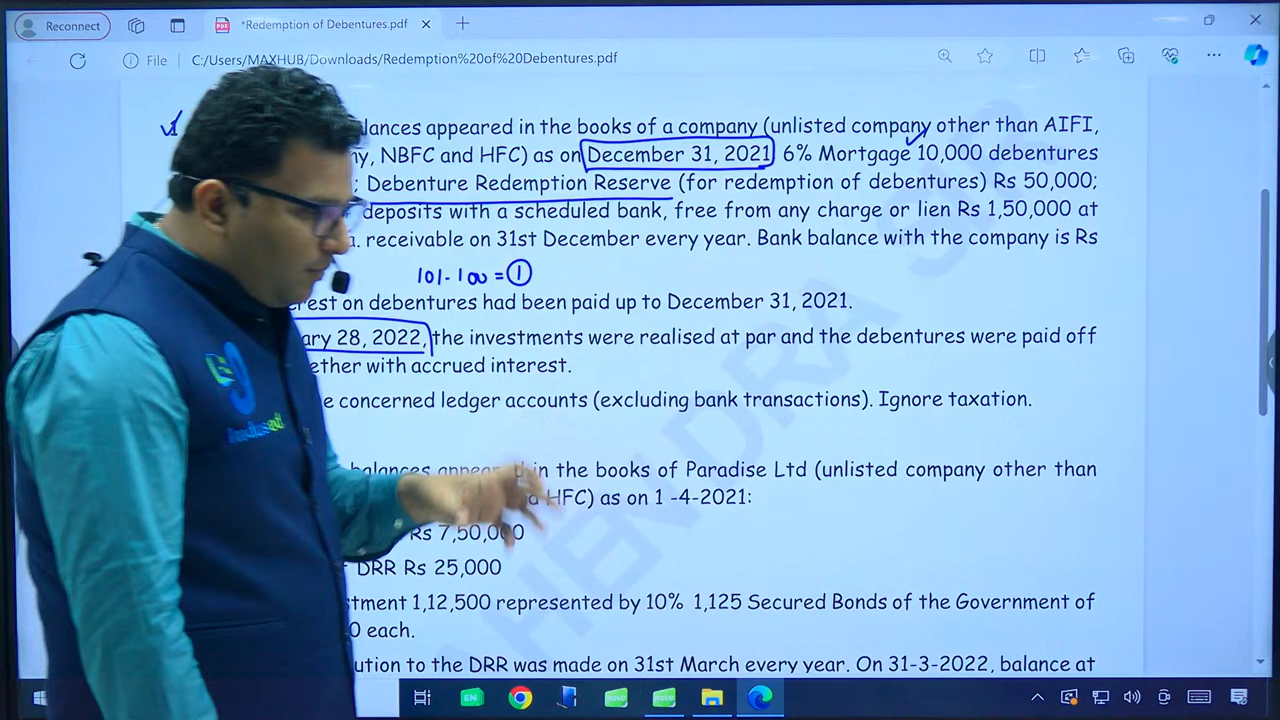 Reconnect
*Redemption of Debentures.pdf
File C:/Users/MAXHUB/Downloads/Redemption%20of%20Debentures.pdf
lances appeared in the books of a company (unlisted company other than AIFI,
y, NBFC and HFC) as on December 31, 2021 6% Mortgage 10,000 debentures
; Debenture Redemption Reserve (for redemption of debentures) Rs 50,000;
deposits with a scheduled bank, free from any charge or lien Rs 1,50,000 at
a. receivable on 31st December every year. Bank balance with the company is Rs
101-100=1
erest on debentures had been paid up to December 31, 2021.
ary 28, 2022, the investments were realised at par and the debentures were paid off
ether with accrued interest.
e concerned ledger accounts (excluding bank transactions). Ignore taxation.
balances appeared in the books of Paradise Ltd (unlisted company other than
d HFC) as on 1 -4-2021:
Rs 7,50,000
DRR Rs 25,000
stment 1,12,500 represented by 10% 1,125 Secured Bonds of the Government of
0 each.
ution to the DRR was made on 31st March every year. On 31-3-2022, balance at
EN